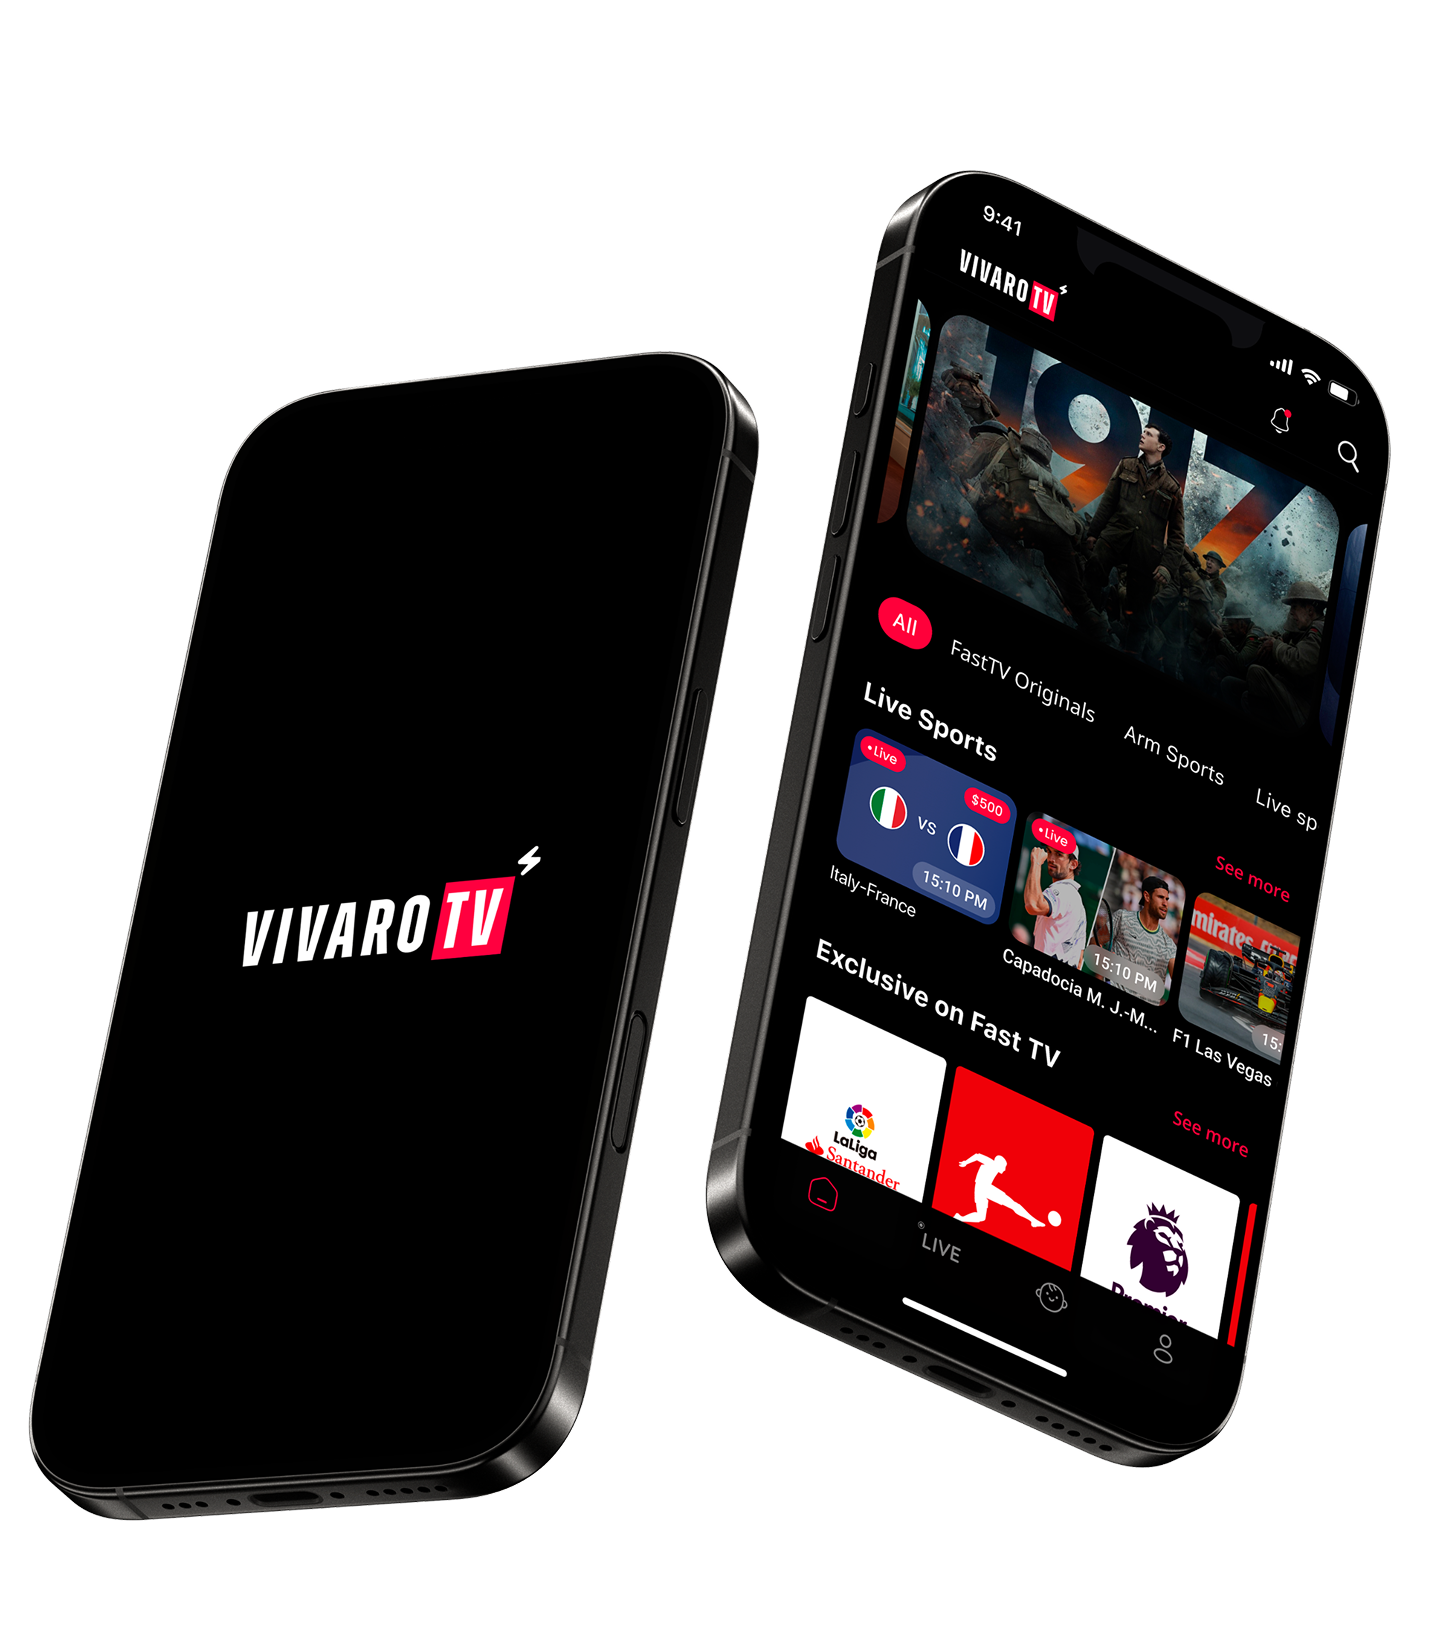 VIVARO TV
9:41
VIVARO TV
1917
All
FastTV Originals
Arm Sports
Live sp
Live Sports
See more
Live
$500
vs
15:10 PM
Italy-France
Live
15:10 PM
Capadocia M. J.-M...
mirates
15:
F1 Las Vegas
Exclusive on Fast TV
See more
LaLiga
Santander
Premier
LIVE